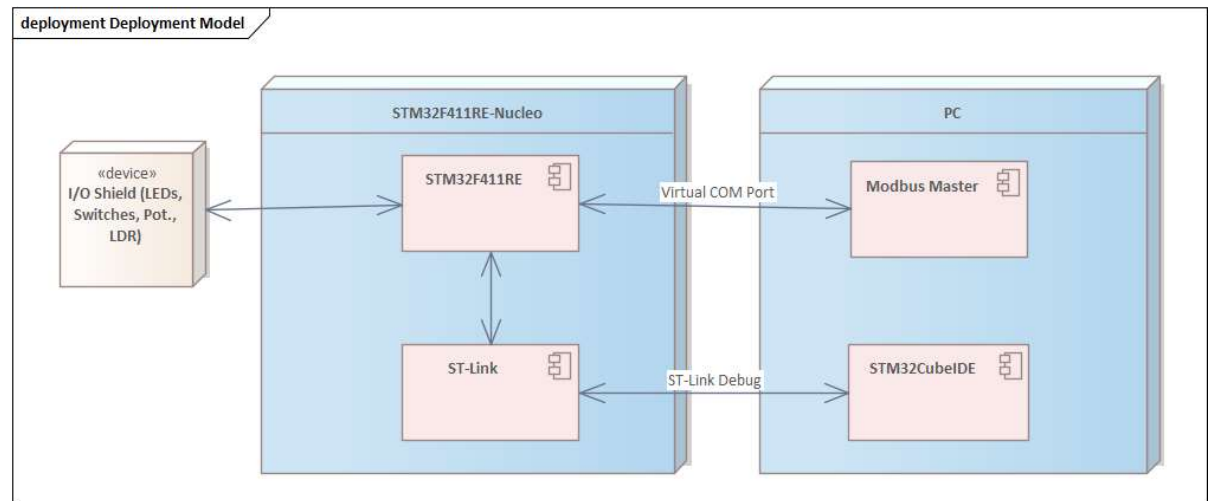 deployment Deployment Model
STM32F411RE-Nucleo
PC
«device»
I/O Shield (LEDs,
Switches, Pot.,
LDR)
STM32F411RE
Virtual COM Port
Modbus Master
ST-Link
ST-Link Debug
STM32CubeIDE